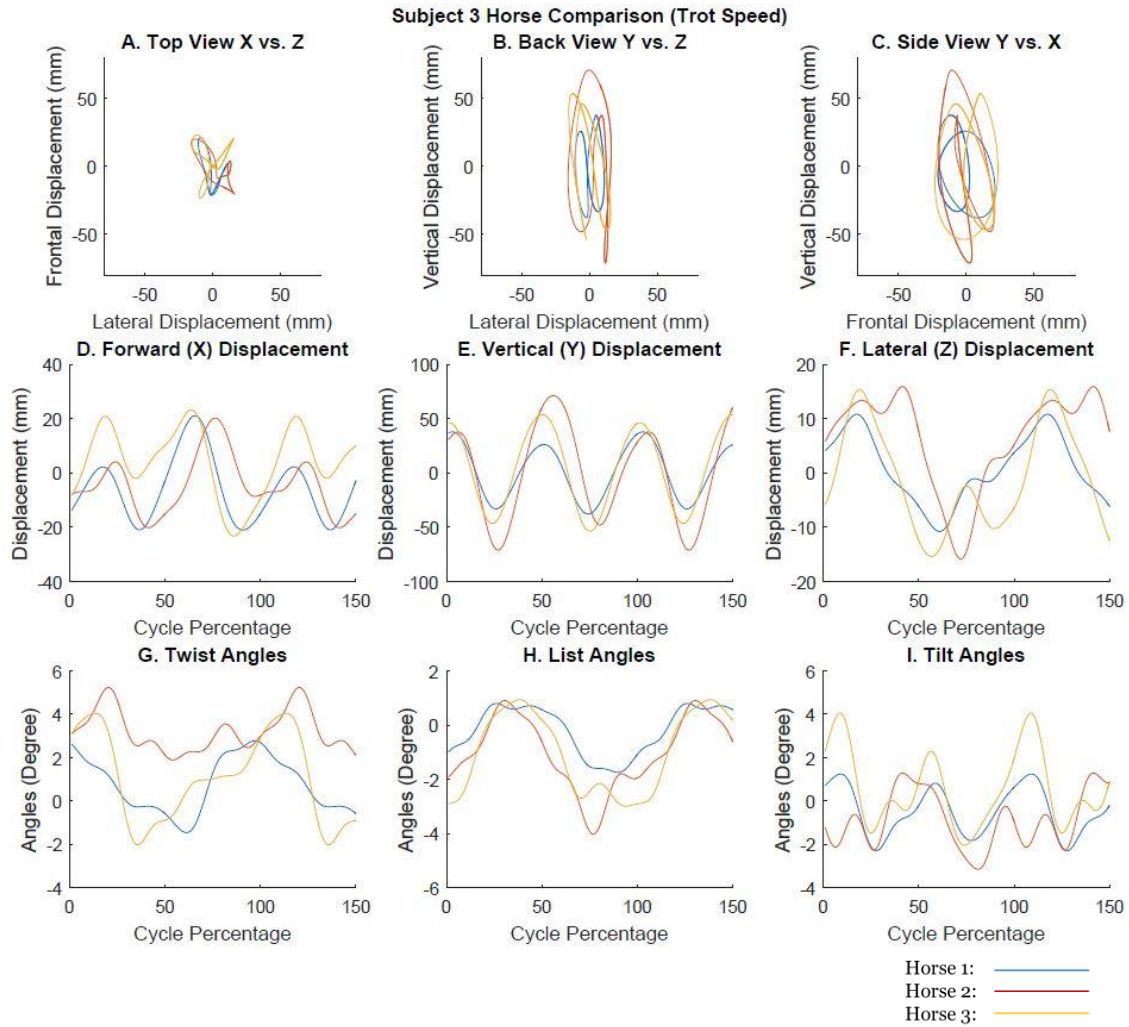 Subject 3 Horse Comparison (Trot Speed)
A. Top View X vs. Z
B. Back View Y vs. Z
C. Side View Y vs. X
Frontal Displacement (mm)
50
0
-50
-50 0 50
Lateral Displacement (mm)
Vertical Displacement (mm)
50
0
-50
-50 0 50
Lateral Displacement (mm)
Vertical Displacement (mm)
50
0
-50
-50 0 50
Frontal Displacement (mm)
D. Forward (X) Displacement
E. Vertical (Y) Displacement
F. Lateral (Z) Displacement
Displacement (mm)
40
20
0
-20
-40
0 50 100 150
Cycle Percentage
Displacement (mm)
100
50
0
-50
-100
0 50 100 150
Cycle Percentage
Displacement (mm)
20
10
0
-10
-20
0 50 100 150
Cycle Percentage
G. Twist Angles
H. List Angles
I. Tilt Angles
Angles (Degree)
6
4
2
0
-2
-4
0 50 100 150
Cycle Percentage
Angles (Degree)
2
0
-2
-4
-6
0 50 100 150
Cycle Percentage
Angles (Degree)
6
4
2
0
-2
-4
0 50 100 150
Cycle Percentage
Horse 1:
Horse 2:
Horse 3: